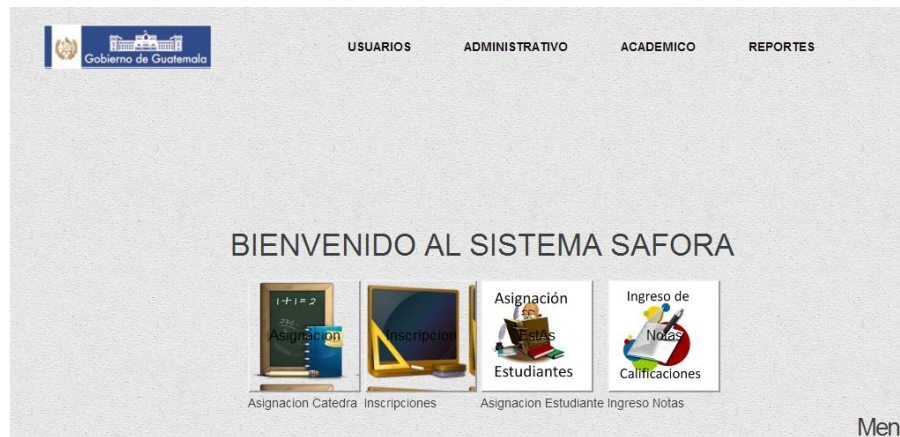 Gobierno de Guatemala
USUARIOS ADMINISTRATIVO ACADEMICO REPORTES
BIENVENIDO AL SISTEMA SAFORA
1+1=2
Asignacion
Inscripcion
Asignación
EstAs
Estudiantes
Ingreso de
Notas
Calificaciones
Asignacion Catedra Inscripciones Asignacion Estudiante Ingreso Notas
Men